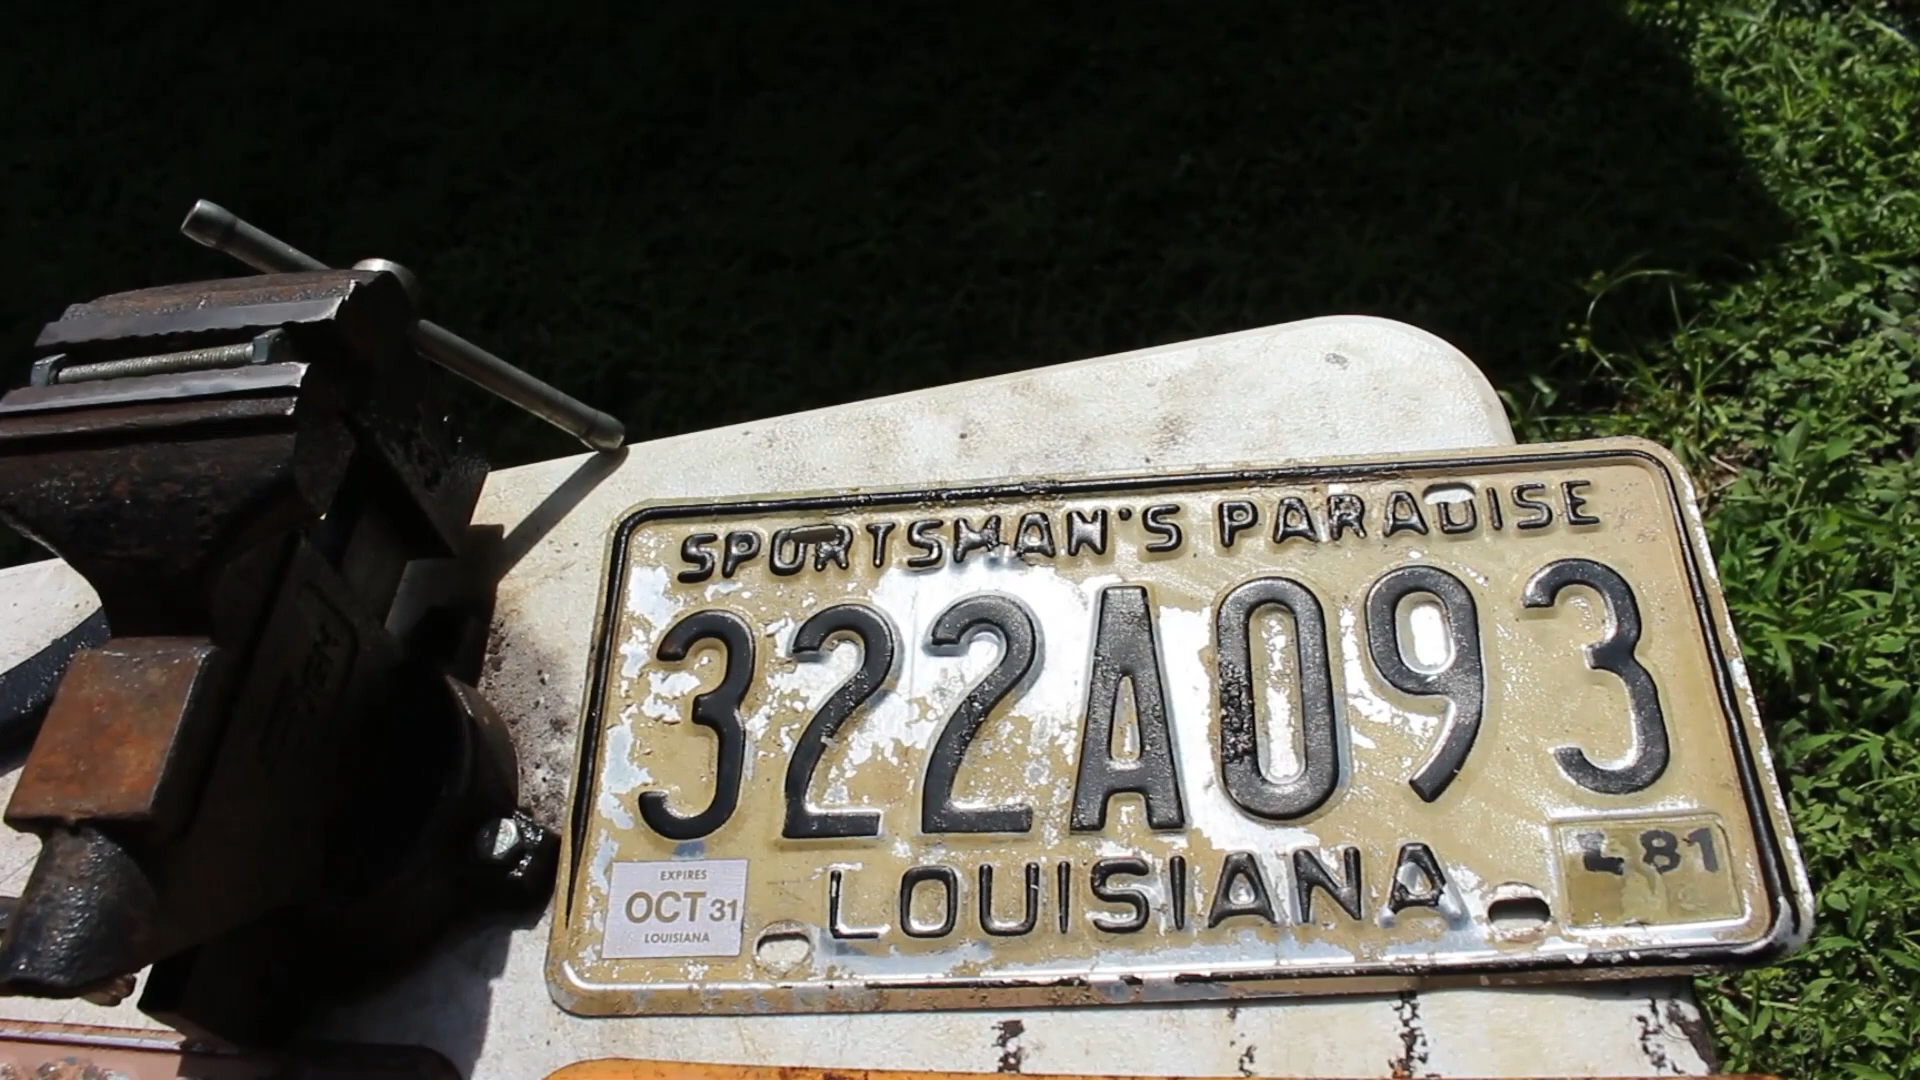 SPORTSMAN'S PARADISE
322A093
EXPIRES
OCT 31
LOUISIANA
LOUISIANA
81